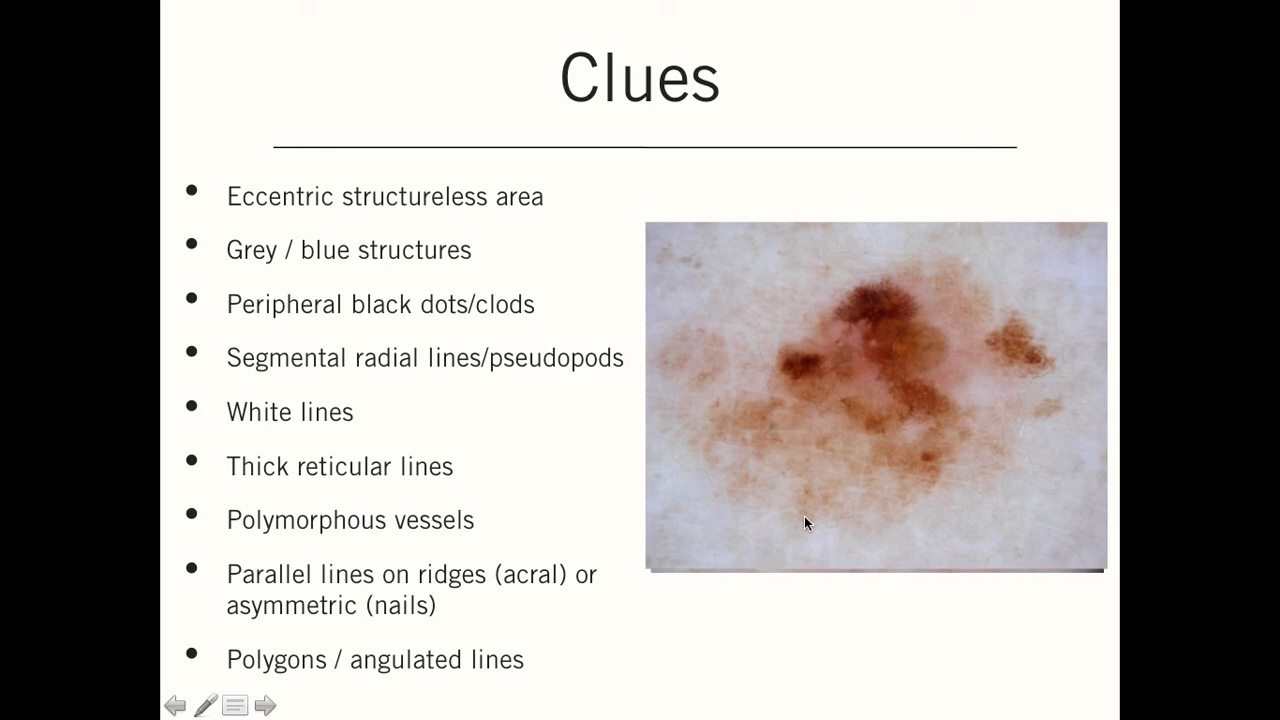 Clues
Eccentric structureless area
Grey / blue structures
Peripheral black dots/clods
Segmental radial lines/pseudopods
White lines
Thick reticular lines
Polymorphous vessels
Parallel lines on ridges (acral) or
asymmetric (nails)
Polygons / angulated lines